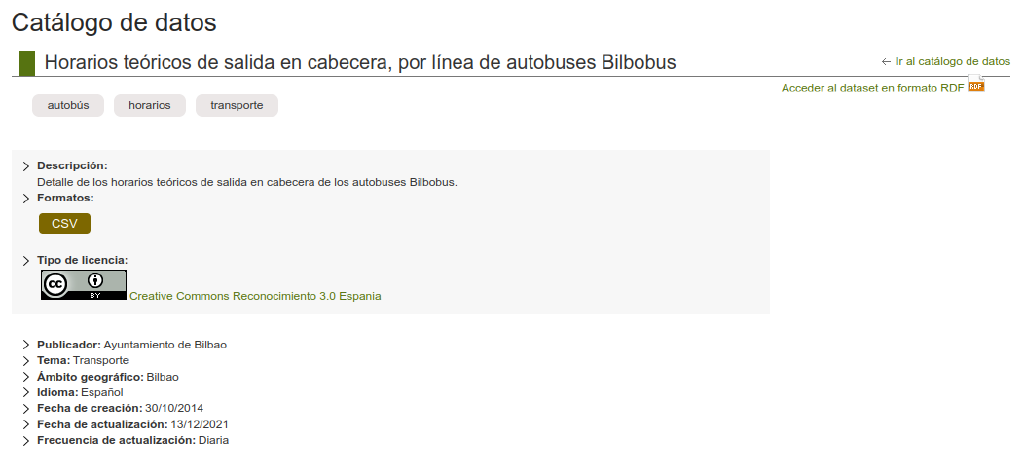 Catálogo de datos
Horarios teóricos de salida en cabecera, por línea de autobuses Bilbobus
← Ir al catálogo de datos
Acceder al dataset en formato RDF RDF
autobús horarios transporte
Descripción:
Detalle de los horarios teóricos de salida en cabecera de los autobuses Bilbobus.
Formatos:
CSV
Tipo de licencia:
cc BY Creative Commons Reconocimiento 3.0 Espania
Publicador: Ayuntamiento de Bilbao
Tema: Transporte
Ámbito geográfico: Bilbao
Idioma: Español
Fecha de creación: 30/10/2014
Fecha de actualización: 13/12/2021
Frecuencia de actualización: Diaria